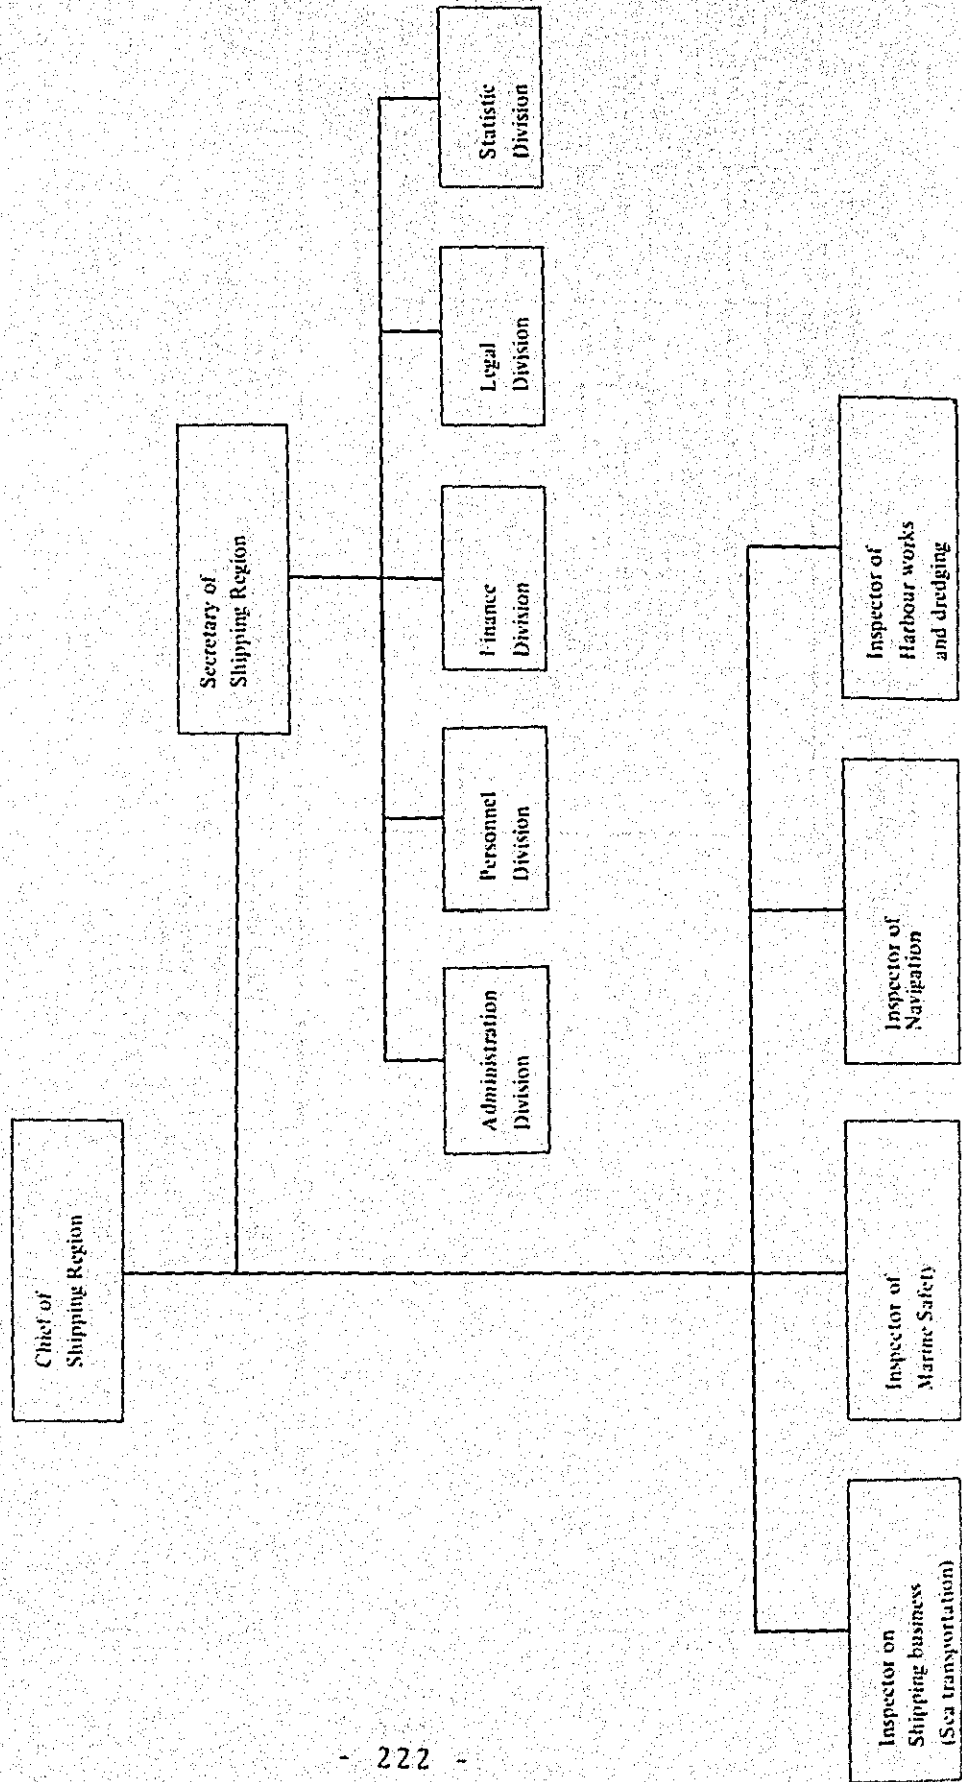 Chief of
Shipping Region
Secretary of
Shipping Region
Administration
Division
Personnel
Division
Finance
Division
Legal
Division
Statistic
Division
Inspector on
Shipping business
(Sea transportation)
Inspector of
Marine Safety
Inspector of
Navigation
Inspector of
Harbour works
and dredging
- 222 -